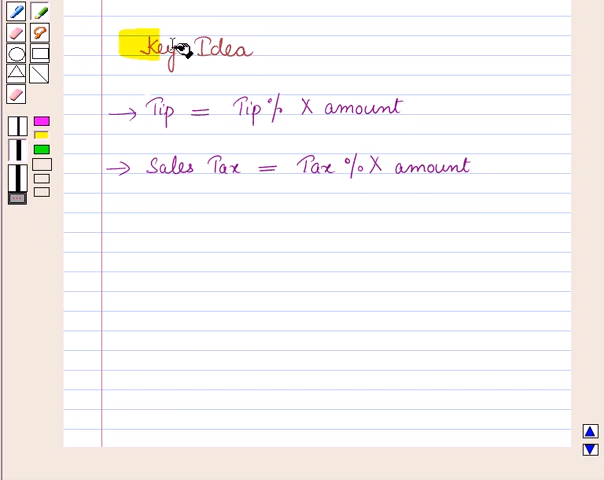 Key Idea
→ Tip = Tip % X amount
→ Sales Tax = Tax % X amount